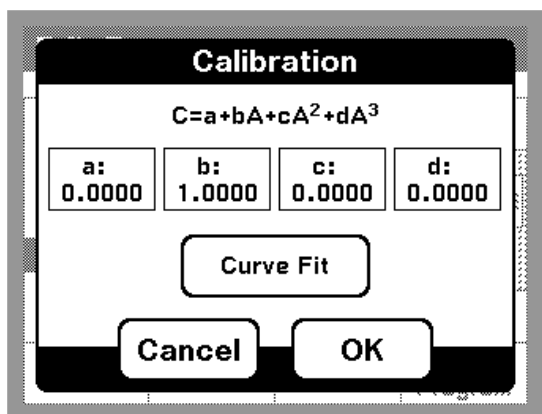 Calibration
C=a+bA+cA²+dA³
a: b: c: d:
0.0000 1.0000 0.0000 0.0000
Curve Fit
Cancel OK